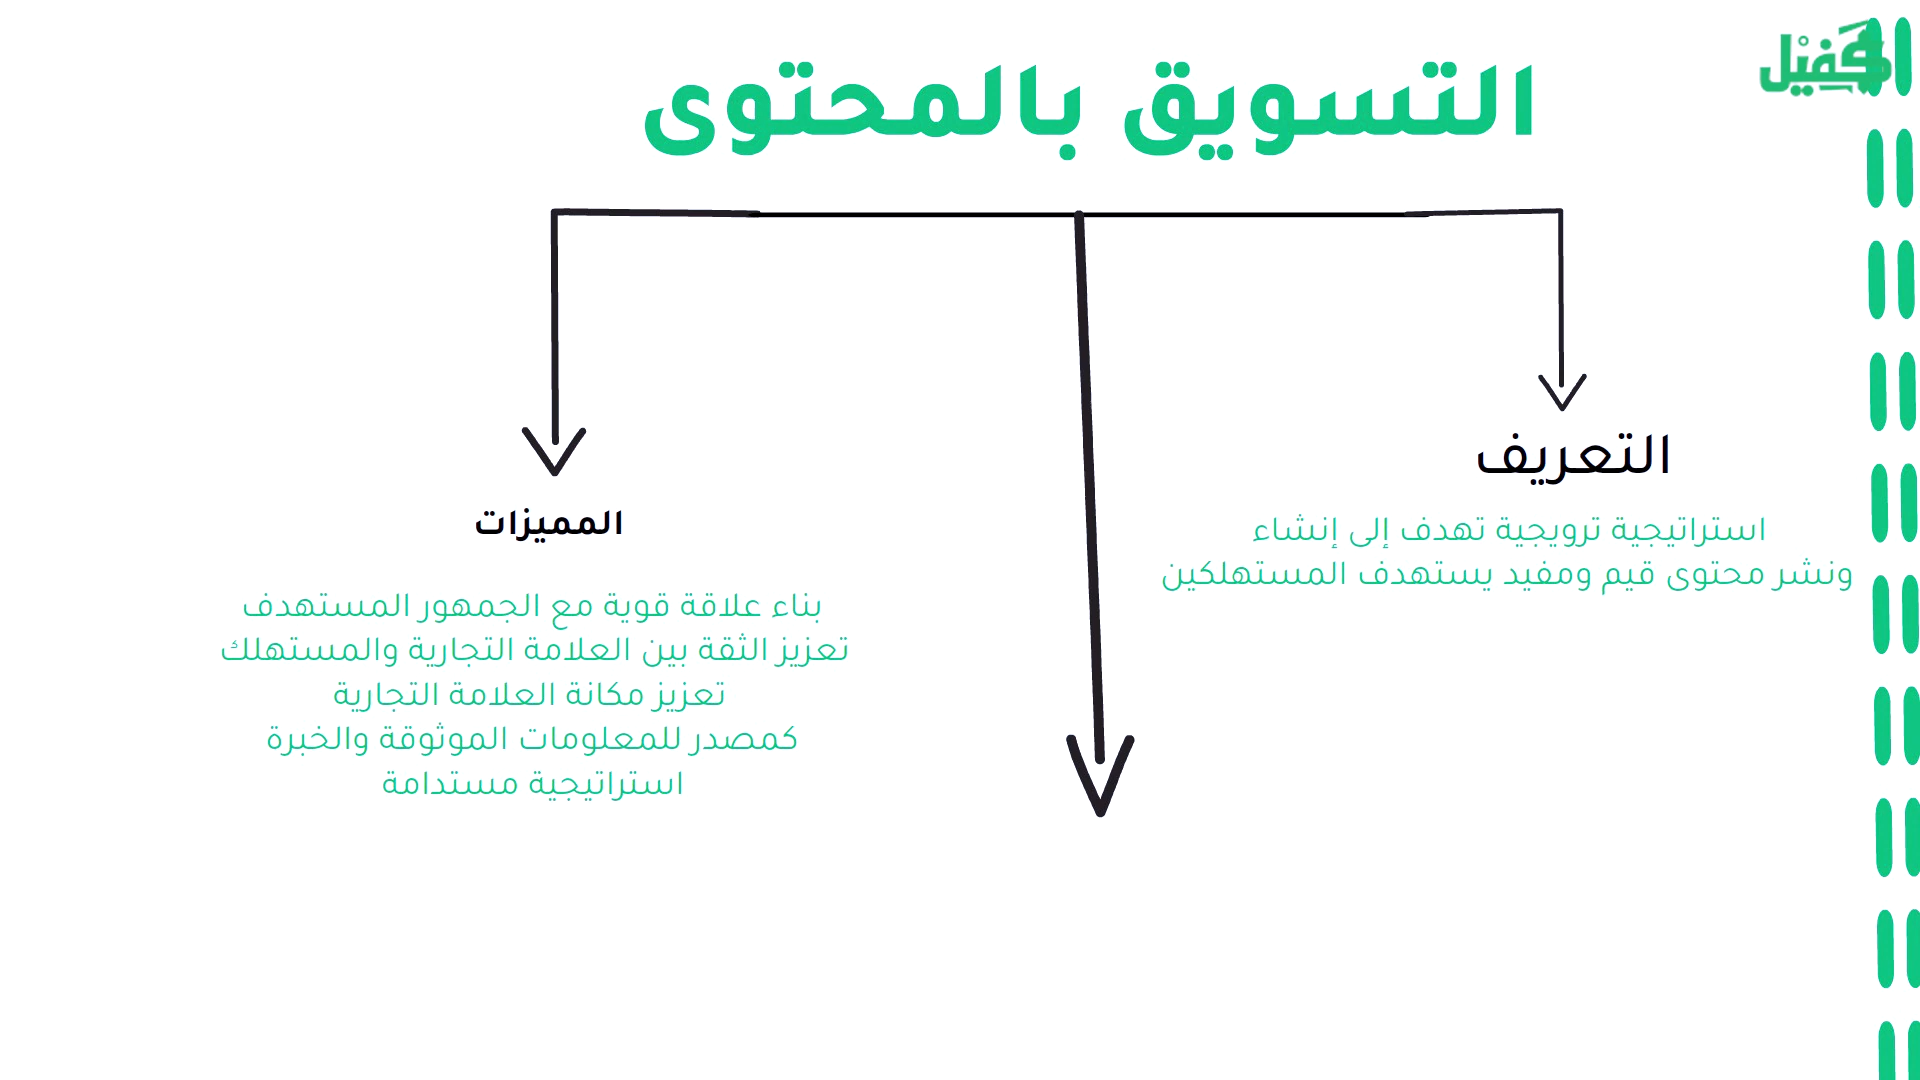 كفيل
التسويق بالمحتوى
التعريف
استراتيجية ترويجية تهدف إلى إنشاء
ونشر محتوى قيم ومفيد يستهدف المستهلكين
المميزات
بناء علاقة قوية مع الجمهور المستهدف
تعزيز الثقة بين العلامة التجارية والمستهلك
تعزيز مكانة العلامة التجارية
كمصدر للمعلومات الموثوقة والخبرة
استراتيجية مستدامة